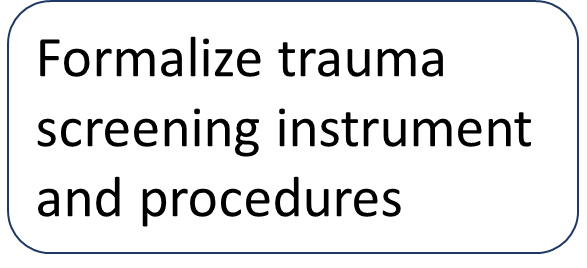 Formalize trauma
screening instrument
and procedures